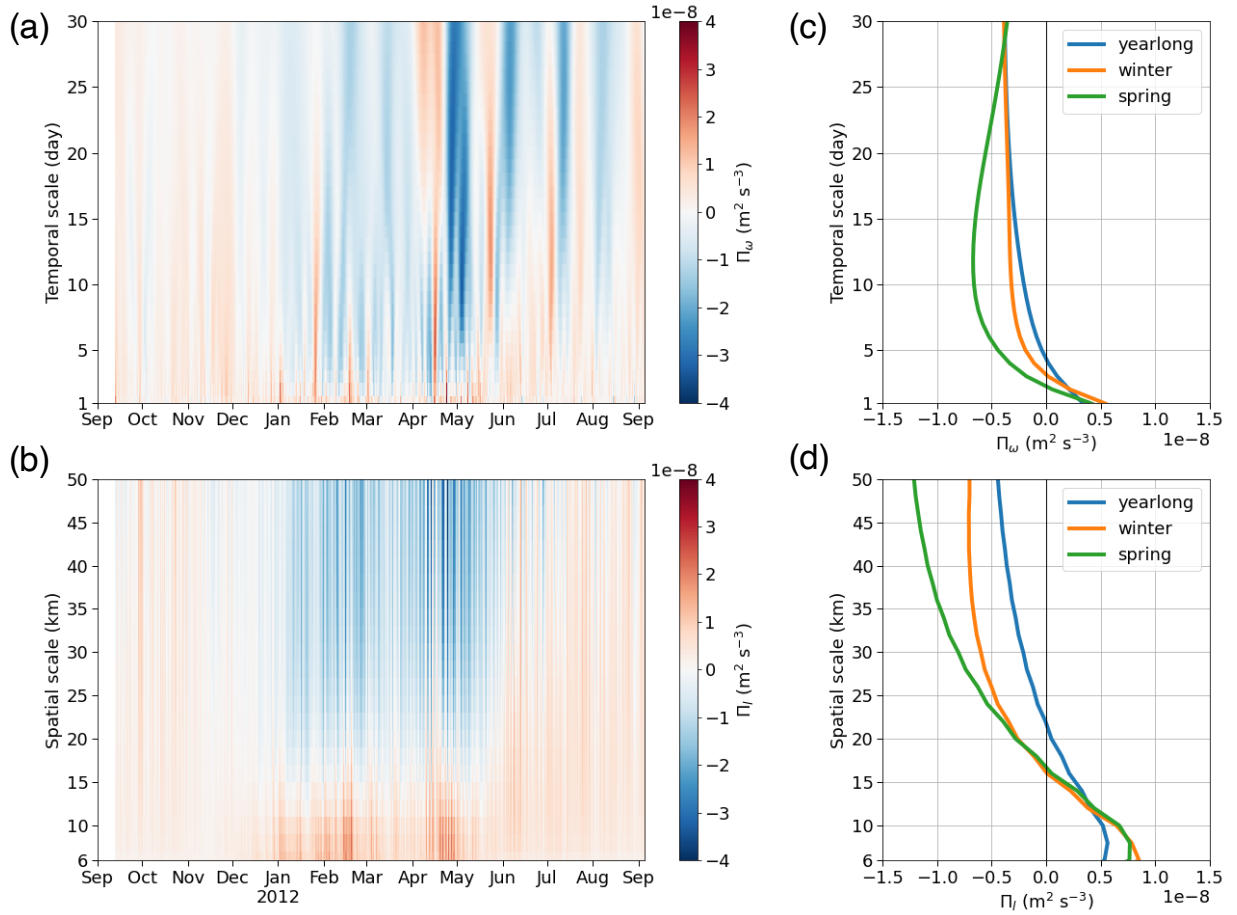 (a)
1e−8
30
25
20
15
10
5
1
Temporal scale (day)
Sep Oct Nov Dec Jan Feb Mar Apr May Jun Jul Aug Sep
4
3
2
1
0
−1
−2
−3
−4
Πω (m² s⁻³)
(c)
yearlong
winter
spring
30
25
20
15
10
5
1
Temporal scale (day)
−1.5 −1.0 −0.5 0.0 0.5 1.0 1.5
Πω (m² s⁻³)
1e−8
(b)
1e−8
50
45
40
35
30
25
20
15
10
6
Spatial scale (km)
Sep Oct Nov Dec Jan Feb Mar Apr May Jun Jul Aug Sep
2012
4
3
2
1
0
−1
−2
−3
−4
Πl (m² s⁻³)
(d)
yearlong
winter
spring
50
45
40
35
30
25
20
15
10
6
Spatial scale (km)
−1.5 −1.0 −0.5 0.0 0.5 1.0 1.5
Πl (m² s⁻³)
1e−8